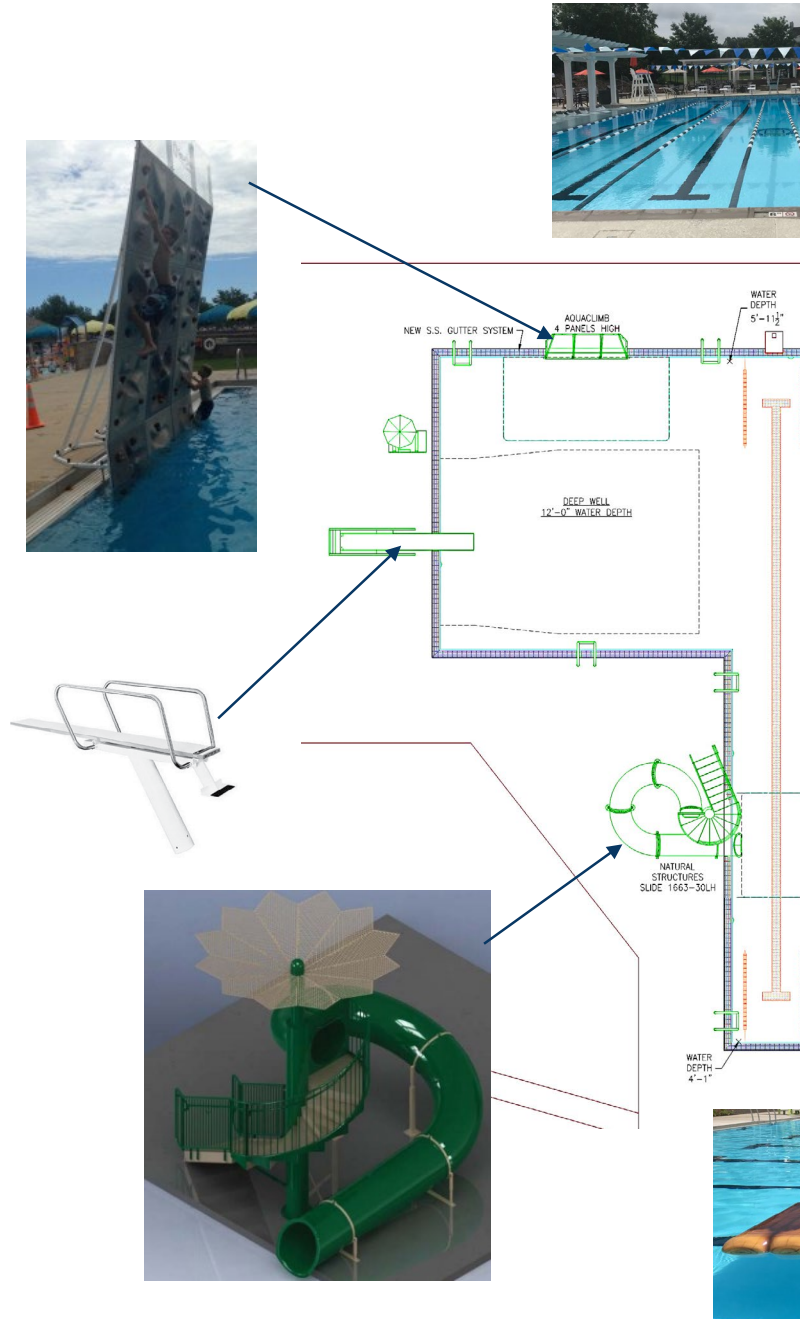 WATER
DEPTH
5'-11½"
AQUACLIMB
4 PANELS HIGH
NEW S.S. GUTTER SYSTEM
DEEP WELL
12'-0" WATER DEPTH
NATURAL
STRUCTURES
SLIDE 1663-30LH
WATER
DEPTH
4'-1"